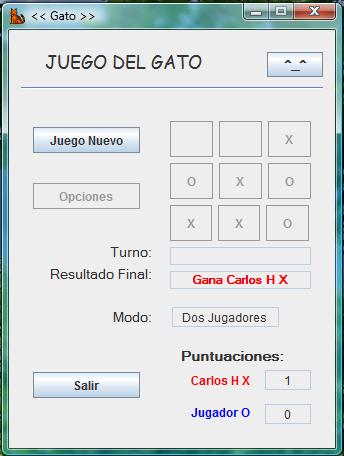 << Gato >>
JUEGO DEL GATO
^_^
Juego Nuevo
X
O X O
Opciones
X X O
Turno:
Resultado Final: Gana Carlos H X
Modo: Dos Jugadores
Puntuaciones:
Carlos H X 1
Salir
Jugador O 0